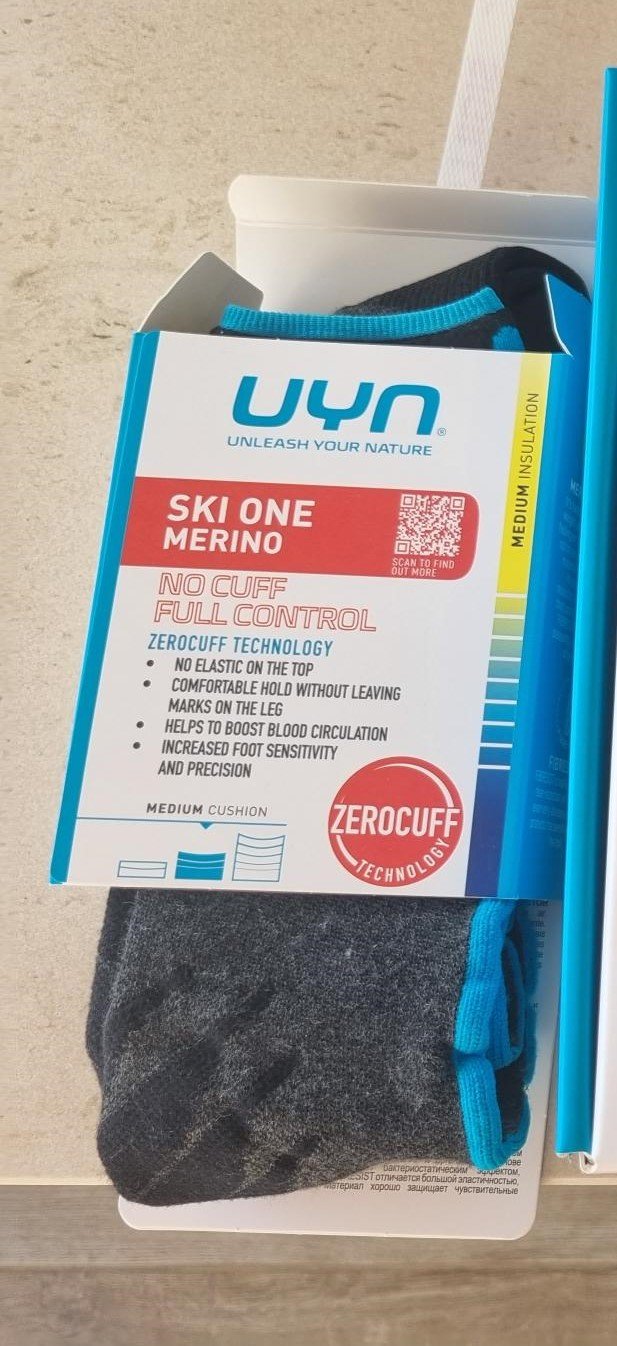 UYN®
UNLEASH YOUR NATURE
MEDIUM INSULATION
SKI ONE
MERINO
SCAN TO FIND
OUT MORE
NO CUFF
FULL CONTROL
ZEROCUFF TECHNOLOGY
• NO ELASTIC ON THE TOP
• COMFORTABLE HOLD WITHOUT LEAVING
MARKS ON THE LEG
• HELPS TO BOOST BLOOD CIRCULATION
• INCREASED FOOT SENSITIVITY
AND PRECISION
MEDIUM CUSHION
ZEROCUFF
TECHNOLOGY
бактериостатическим эффектом.
отличается большой эластичностью.
материал хорошо защищает чувствительные